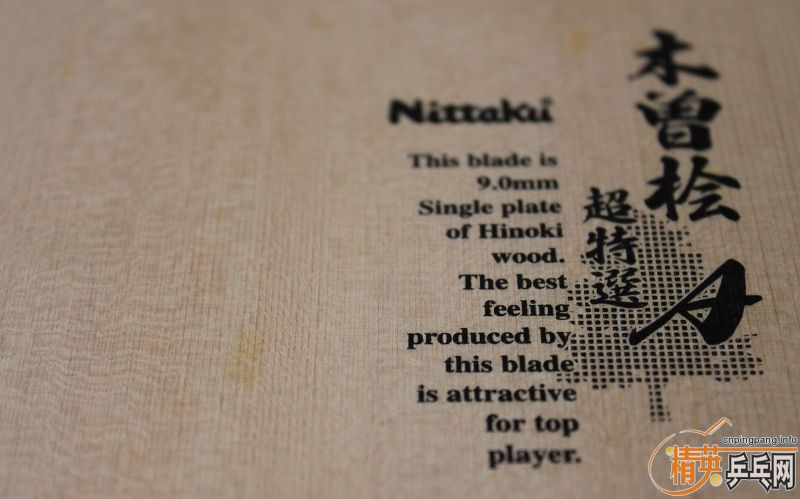 木曽桧
超特選
A
Nittaku
This blade is
9.0mm
Single plate
of Hinoki
wood.
The best
feeling
produced by
this blade
is attractive
for top
player.
cnpingpang.info
精英乒乓网